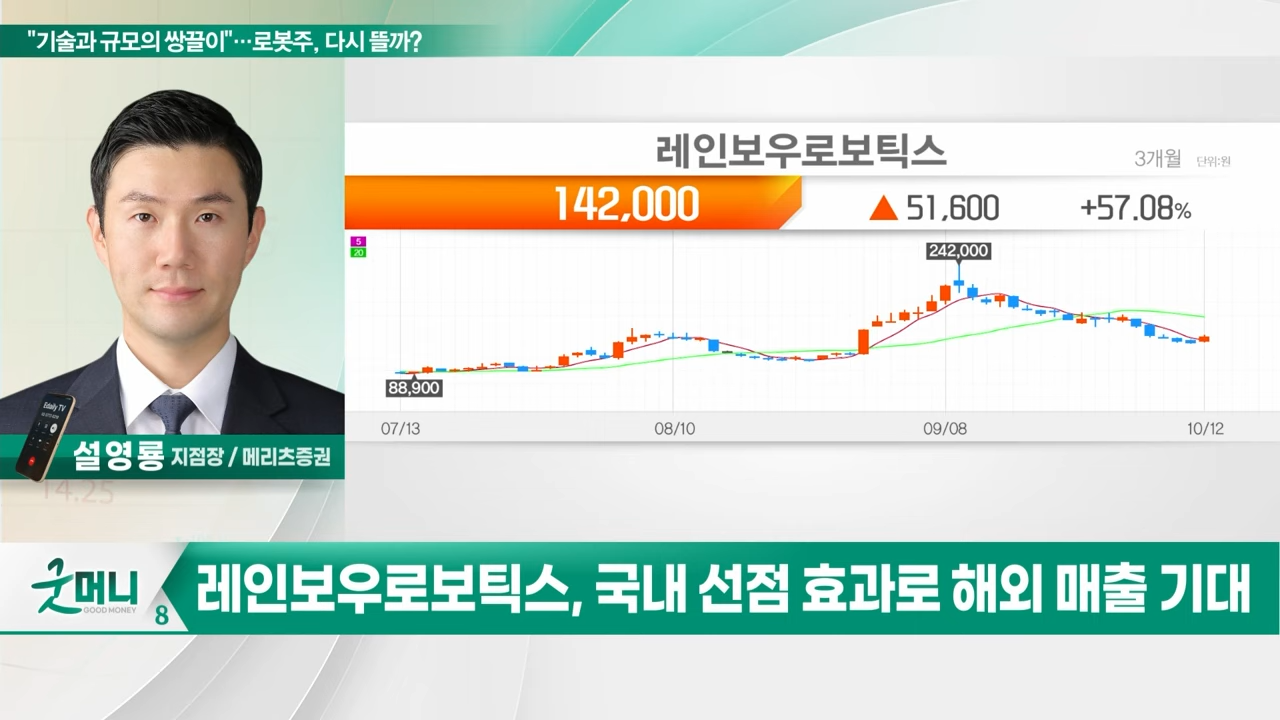 "기술과 규모의 쌍끌이"…로봇주, 다시 뜰까?
레인보우로보틱스
3개월 단위:원
142,000 ▲ 51,600 +57.08%
5
20
242,000
88,900
07/13 08/10 09/08 10/12
Edaily TV
설영룡 지점장 / 메리츠증권
14.25
굿머니
GOOD MONEY
8
레인보우로보틱스, 국내 선점 효과로 해외 매출 기대